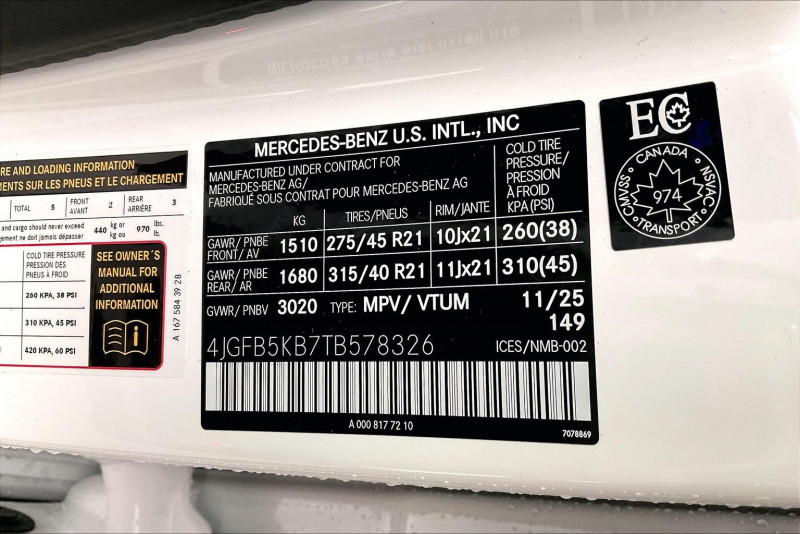 RE AND LOADING INFORMATION
MENTS SUR LES PNEUS ET LE CHARGEMENT
TOTAL 5 FRONT AVANT 2 REAR ARRIÈRE 3
and cargo should never exceed
gement ne doit jamais dépasser
440 kg or kg ou 970 lbs. lb.
COLD TIRE
PRESSURE
PRESSION DES
PNEUS À FROID
260 KPA, 38 PSI
310 KPA, 45 PSI
420 KPA, 60 PSI
SEE OWNER´S
MANUAL FOR
ADDITIONAL
INFORMATION
i
A 167 584 39 28
MERCEDES-BENZ U.S. INTL., INC
MANUFACTURED UNDER CONTRACT FOR
MERCEDES-BENZ AG/
FABRIQUÉ SOUS CONTRAT POUR MERCEDES-BENZ AG
COLD TIRE
PRESSURE/
PRESSION
À FROID
KPA(PSI)
KG TIRES/PNEUS RIM/JANTE
GAWR/ PNBE
FRONT/ AV
1510 275/45 R21 10Jx21 260(38)
GAWR/ PNBE
REAR/ AR
1680 315/40 R21 11Jx21 310(45)
GVWR/ PNBV 3020 TYPE: MPV/ VTUM 11/25
149
4JGFB5KB7TB578326 ICES/NMB-002
A 000 817 72 10
7078869
EC
CANADA
CMVSS · NSVAC
974
TRANSPORT